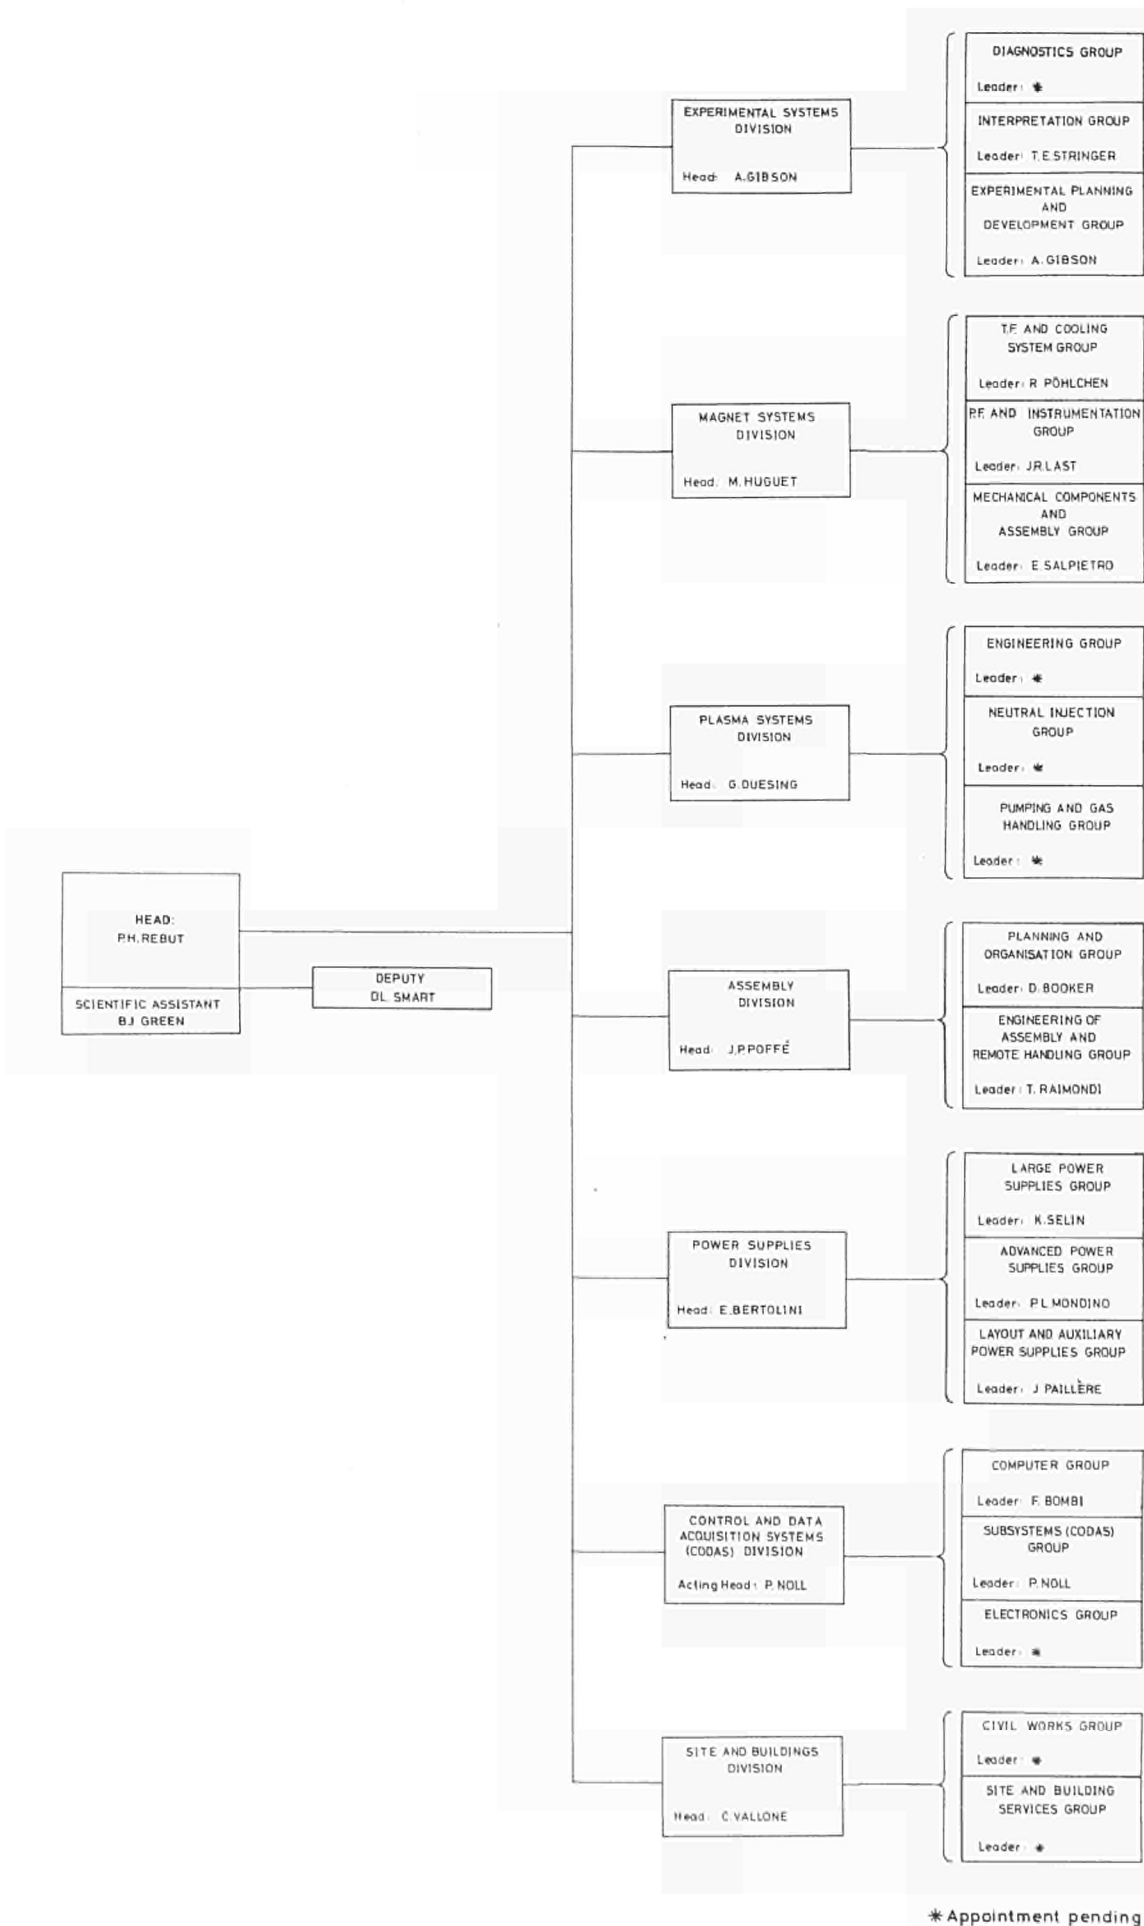 HEAD:
P.H. REBUT
SCIENTIFIC ASSISTANT
B.J GREEN
DEPUTY
D.L. SMART
EXPERIMENTAL SYSTEMS
DIVISION
Head: A.GIBSON
DIAGNOSTICS GROUP
Leader: *
INTERPRETATION GROUP
Leader: T.E.STRINGER
EXPERIMENTAL PLANNING
AND
DEVELOPMENT GROUP
Leader: A.GIBSON
MAGNET SYSTEMS
DIVISION
Head: M.HUGUET
T.F. AND COOLING
SYSTEM GROUP
Leader: R PÖHLCHEN
P.F. AND INSTRUMENTATION
GROUP
Leader: J.R.LAST
MECHANICAL COMPONENTS
AND
ASSEMBLY GROUP
Leader: E.SALPIETRO
PLASMA SYSTEMS
DIVISION
Head: G.DUESING
ENGINEERING GROUP
Leader: *
NEUTRAL INJECTION
GROUP
Leader: *
PUMPING AND GAS
HANDLING GROUP
Leader: *
ASSEMBLY
DIVISION
Head: J.P.POFFÉ
PLANNING AND
ORGANISATION GROUP
Leader: D.BOOKER
ENGINEERING OF
ASSEMBLY AND
REMOTE HANDLING GROUP
Leader: T. RAIMONDI
POWER SUPPLIES
DIVISION
Head: E.BERTOLINI
LARGE POWER
SUPPLIES GROUP
Leader: K.SELIN
ADVANCED POWER
SUPPLIES GROUP
Leader: P.L.MONDINO
LAYOUT AND AUXILIARY
POWER SUPPLIES GROUP
Leader: J PAILLÈRE
CONTROL AND DATA
ACQUISITION SYSTEMS
(CODAS) DIVISION
Acting Head: P. NOLL
COMPUTER GROUP
Leader: F. BOMBI
SUBSYSTEMS (CODAS)
GROUP
Leader: P. NOLL
ELECTRONICS GROUP
Leader: *
SITE AND BUILDINGS
DIVISION
Head: C.VALLONE
CIVIL WORKS GROUP
Leader: *
SITE AND BUILDING
SERVICES GROUP
Leader: *
* Appointment pending